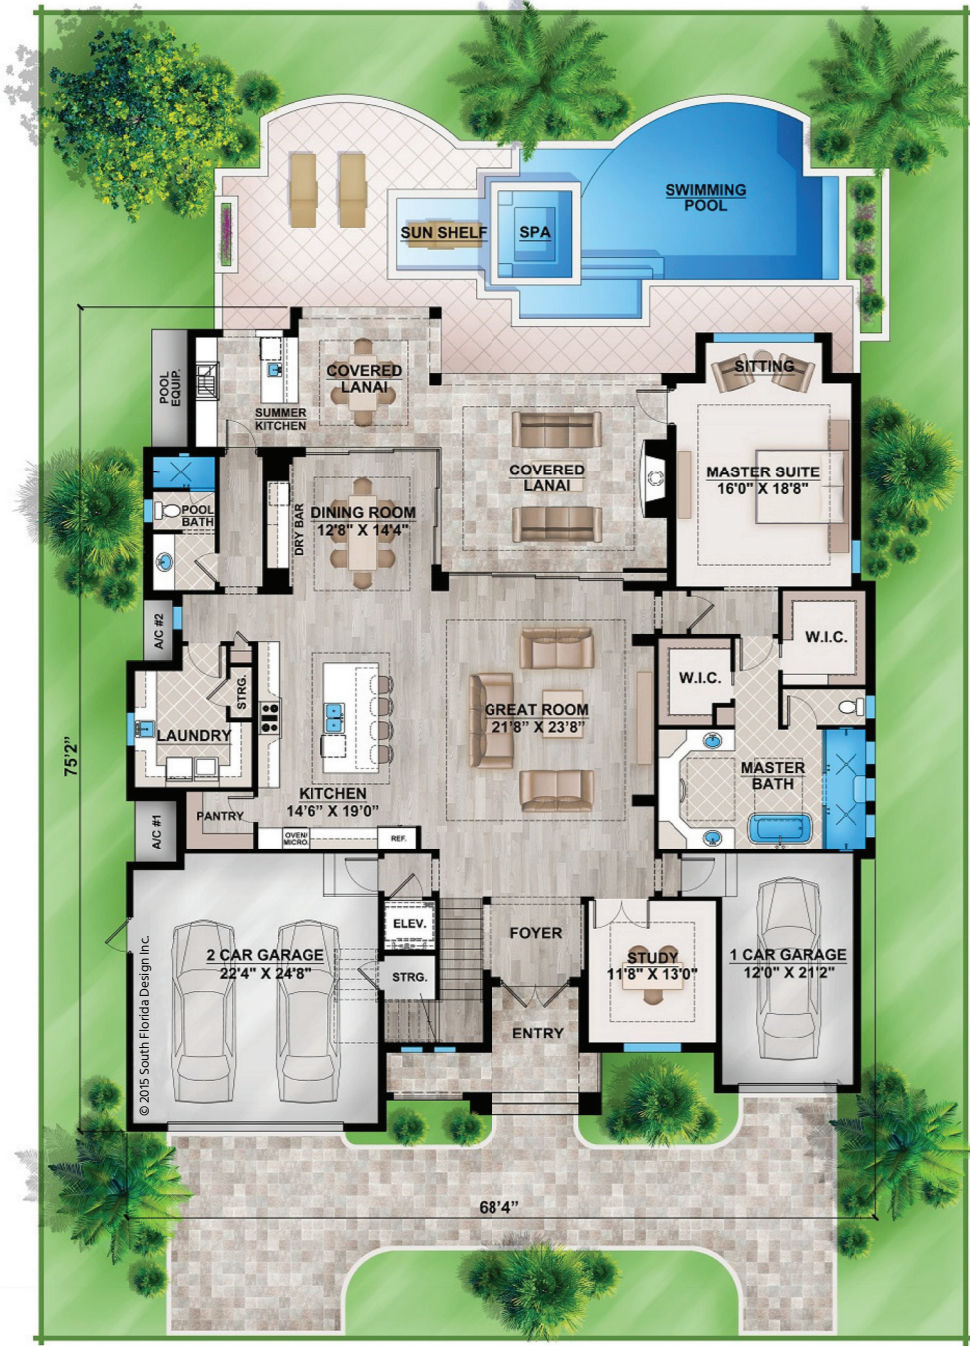 SWIMMING
POOL
SUN SHELF
SPA
POOL
EQUIP.
COVERED
LANAI
SUMMER
KITCHEN
SITTING
COVERED
LANAI
MASTER SUITE
16'0" X 18'8"
POOL
BATH
DRY BAR
DINING ROOM
12'8" X 14'4"
A/C #2
W.I.C.
W.I.C.
STRG.
LAUNDRY
GREAT ROOM
21'8" X 23'8"
75'2"
MASTER
BATH
KITCHEN
14'6" X 19'0"
PANTRY
A/C #1
OVEN/
MICRO.
REF.
ELEV.
FOYER
2 CAR GARAGE
22'4" X 24'8"
STRG.
STUDY
11'8" X 13'0"
1 CAR GARAGE
12'0" X 21'2"
ENTRY
© 2015 South Florida Design Inc.
68'4"